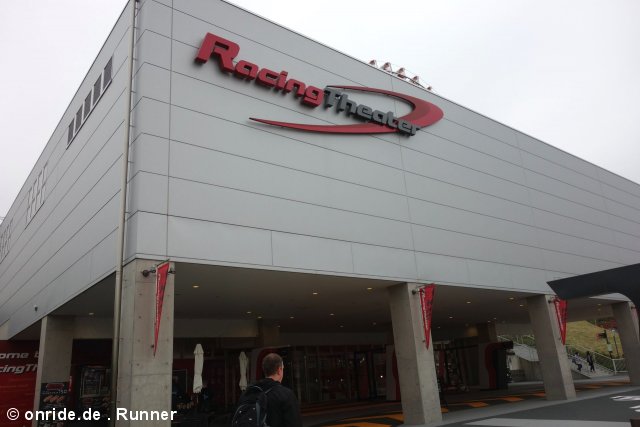 Racing Theater
© onride.de . Runner